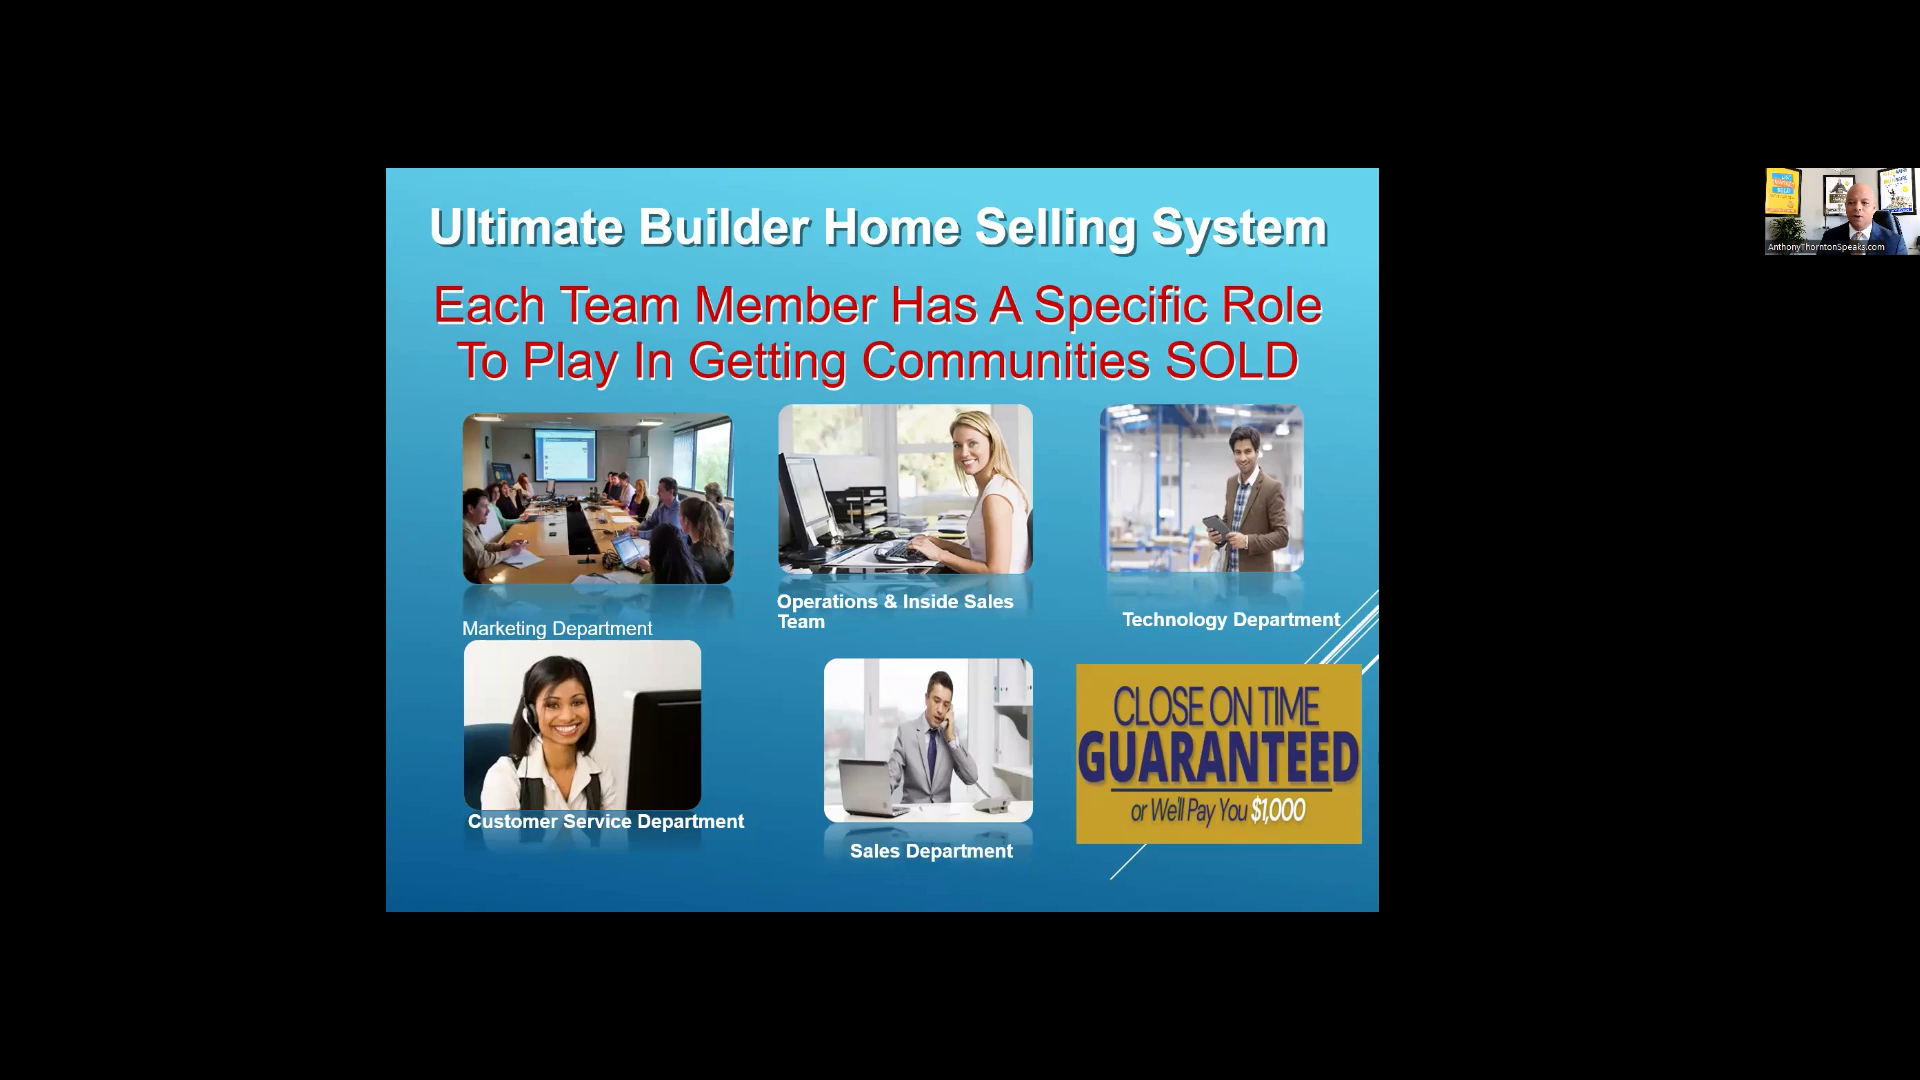 Ultimate Builder Home Selling System
Each Team Member Has A Specific Role
To Play In Getting Communities SOLD
Marketing Department
Operations & Inside Sales
Team
Technology Department
Customer Service Department
Sales Department
CLOSE ON TIME
GUARANTEED
or We'll Pay You $1,000
AnthonyThorntonSpeaks.com